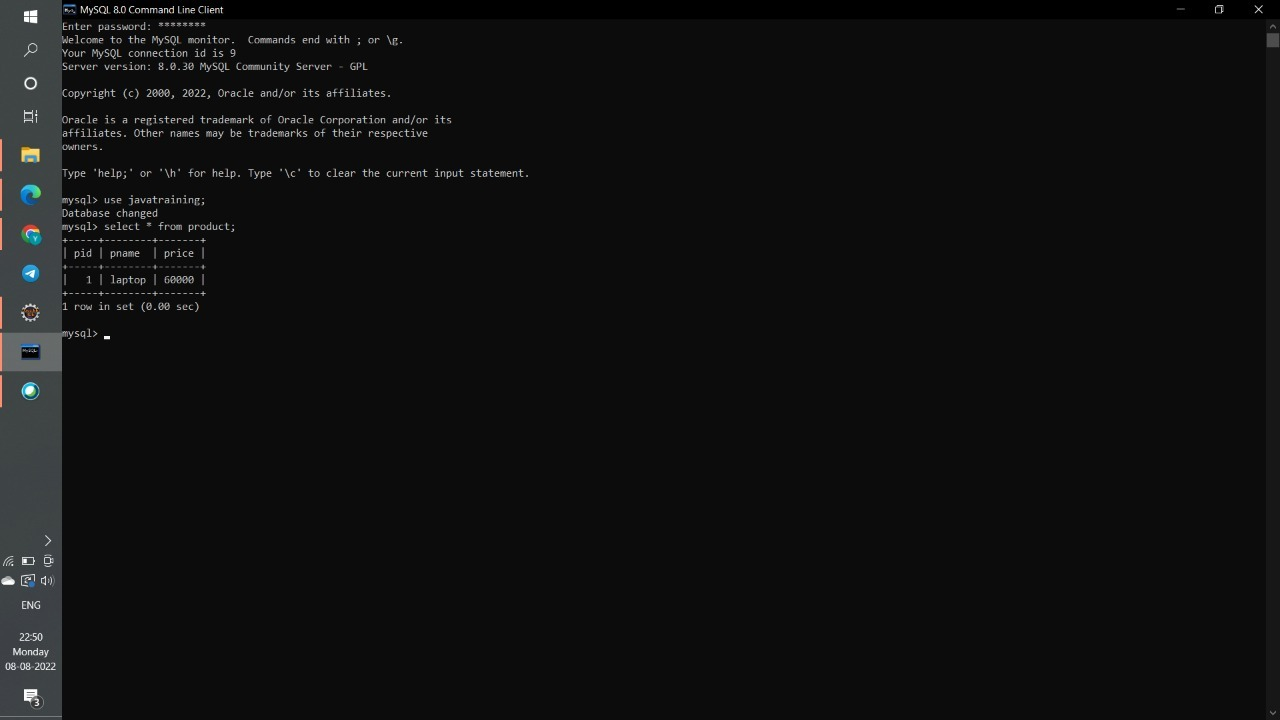 MySQL 8.0 Command Line Client
Enter password: ********
Welcome to the MySQL monitor.  Commands end with ; or \g.
Your MySQL connection id is 9
Server version: 8.0.30 MySQL Community Server - GPL
Copyright (c) 2000, 2022, Oracle and/or its affiliates.
Oracle is a registered trademark of Oracle Corporation and/or its
affiliates. Other names may be trademarks of their respective
owners.
Type 'help;' or '\h' for help. Type '\c' to clear the current input statement.
mysql> use javatraining;
Database changed
mysql> select * from product;
+-----+--------+-------+
| pid | pname  | price |
+-----+--------+-------+
|   1 | laptop | 60000 |
+-----+--------+-------+
1 row in set (0.00 sec)
mysql>
ENG
22:50
Monday
08-08-2022
3